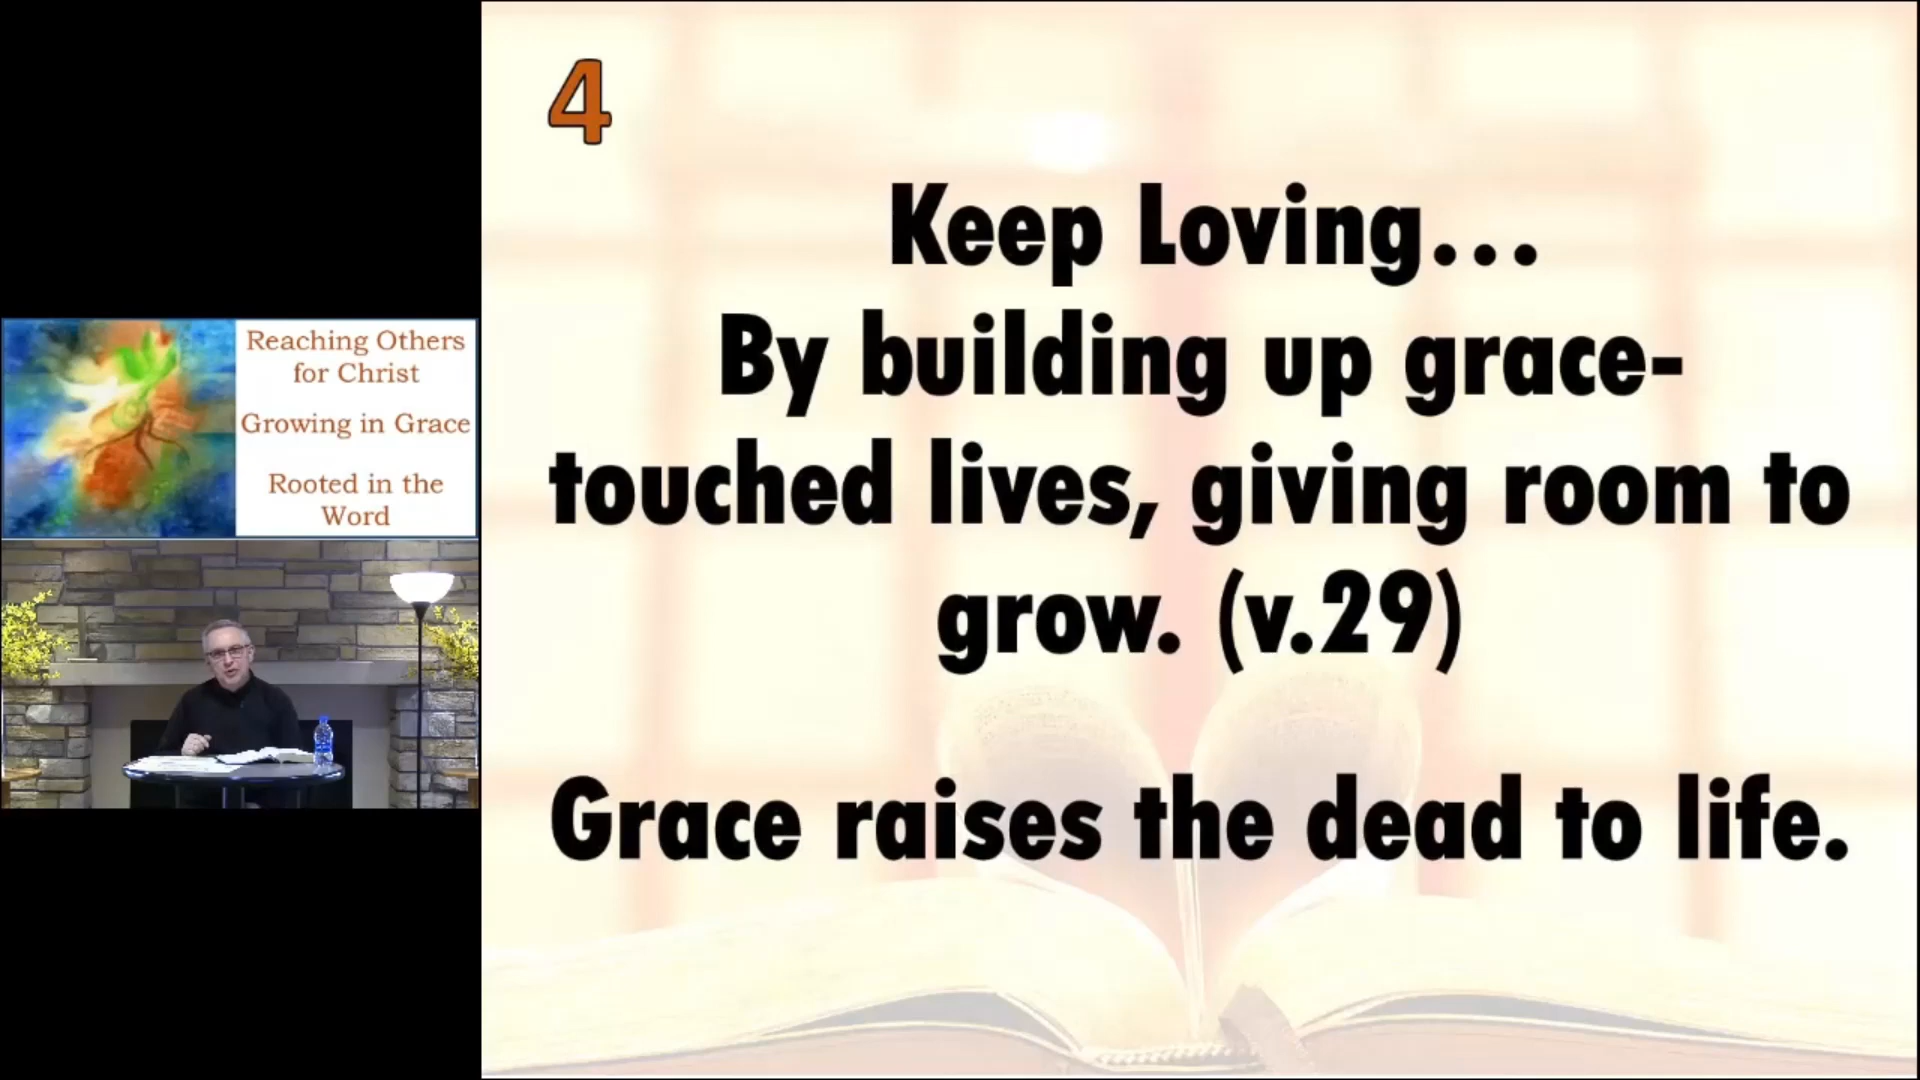 Reaching Others
for Christ
Growing in Grace
Rooted in the
Word
4
Keep Loving...
By building up grace-
touched lives, giving room to
grow. (v.29)
Grace raises the dead to life.